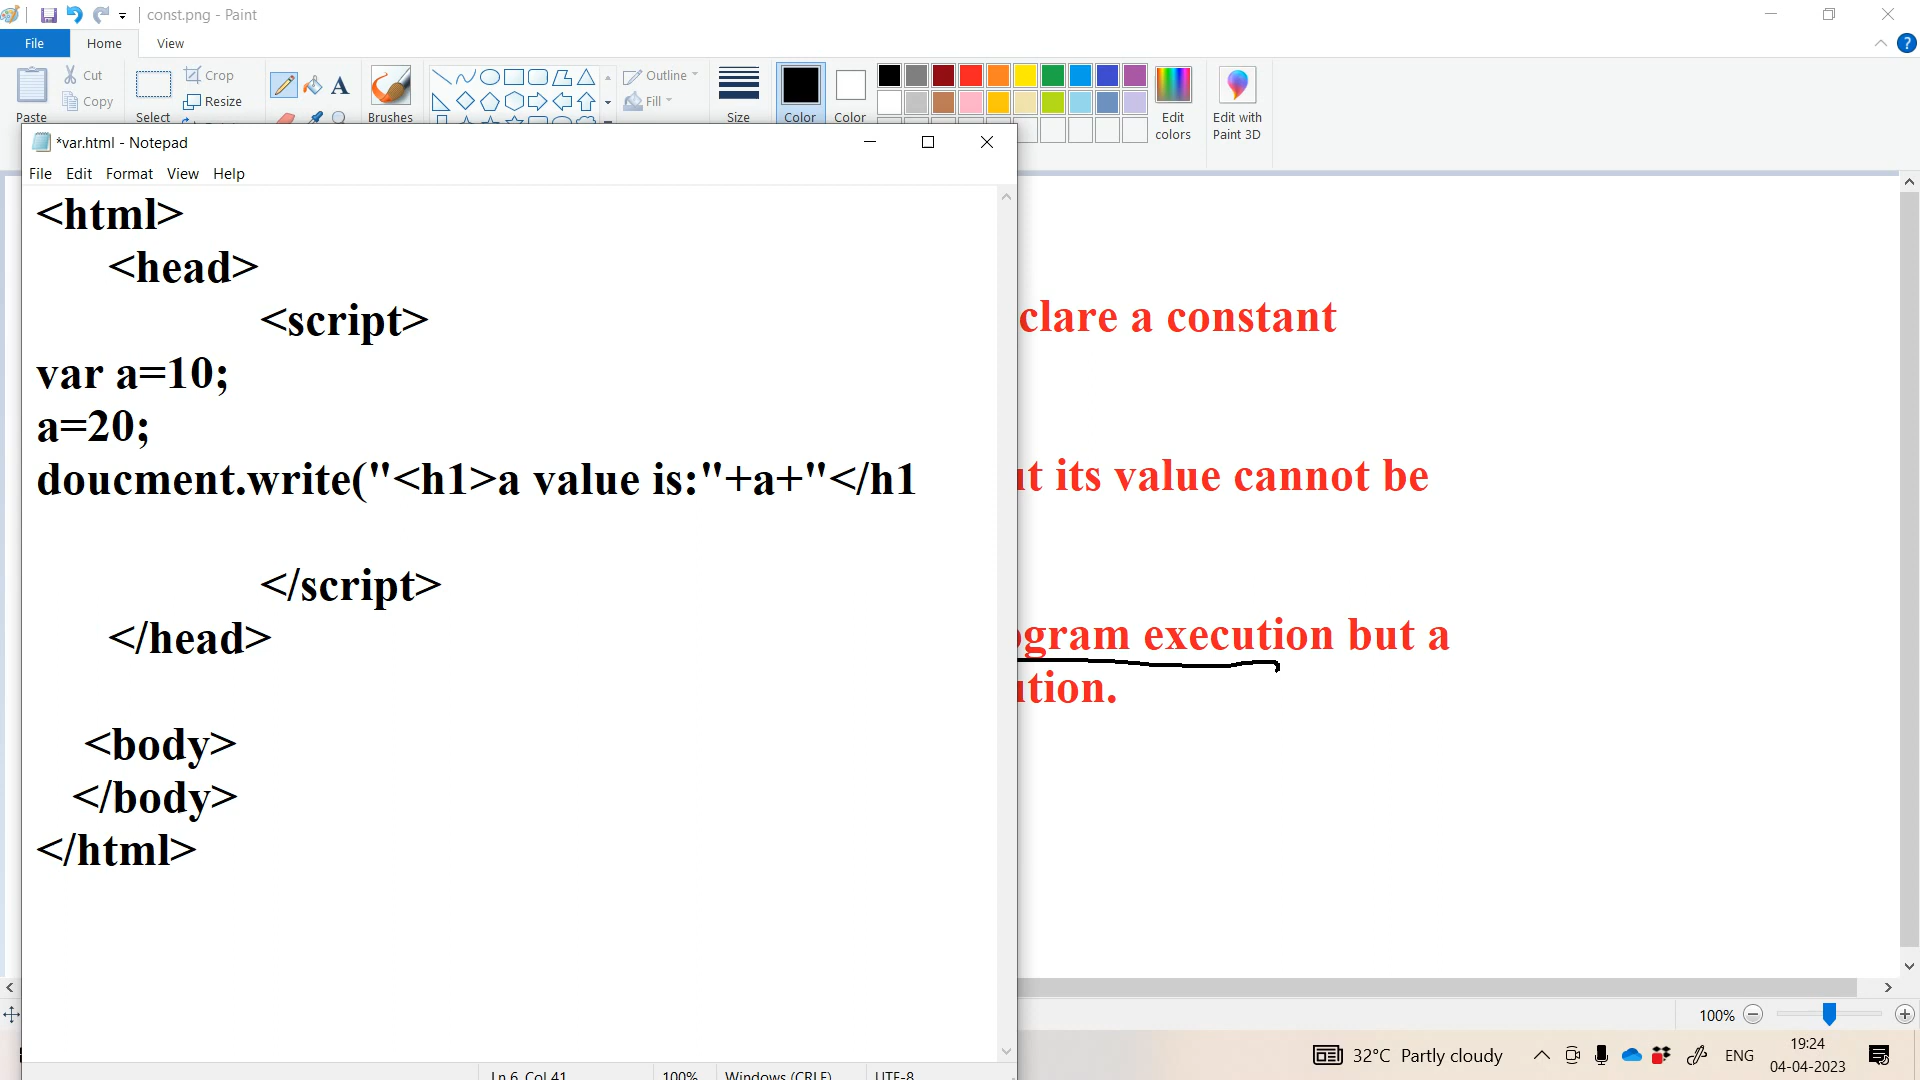 const.png - Paint
File Home View
Cut
Copy
Paste
Crop
Resize
Select
Brushes
Outline
Fill
Size
Color
Color
Edit colors
Edit with Paint 3D
*var.html - Notepad
File Edit Format View Help
<html>
<head>
<script>
var a=10;
a=20;
doucment.write("<h1>a value is:"+a+"</h1
</script>
</head>
<body>
</body>
</html>
clare a constant
ut its value cannot be
ogram execution but a
ution.
Ln 6, Col 41 100% Windows (CRLF) UTF-8
100%
32°C Partly cloudy
ENG
19:24
04-04-2023